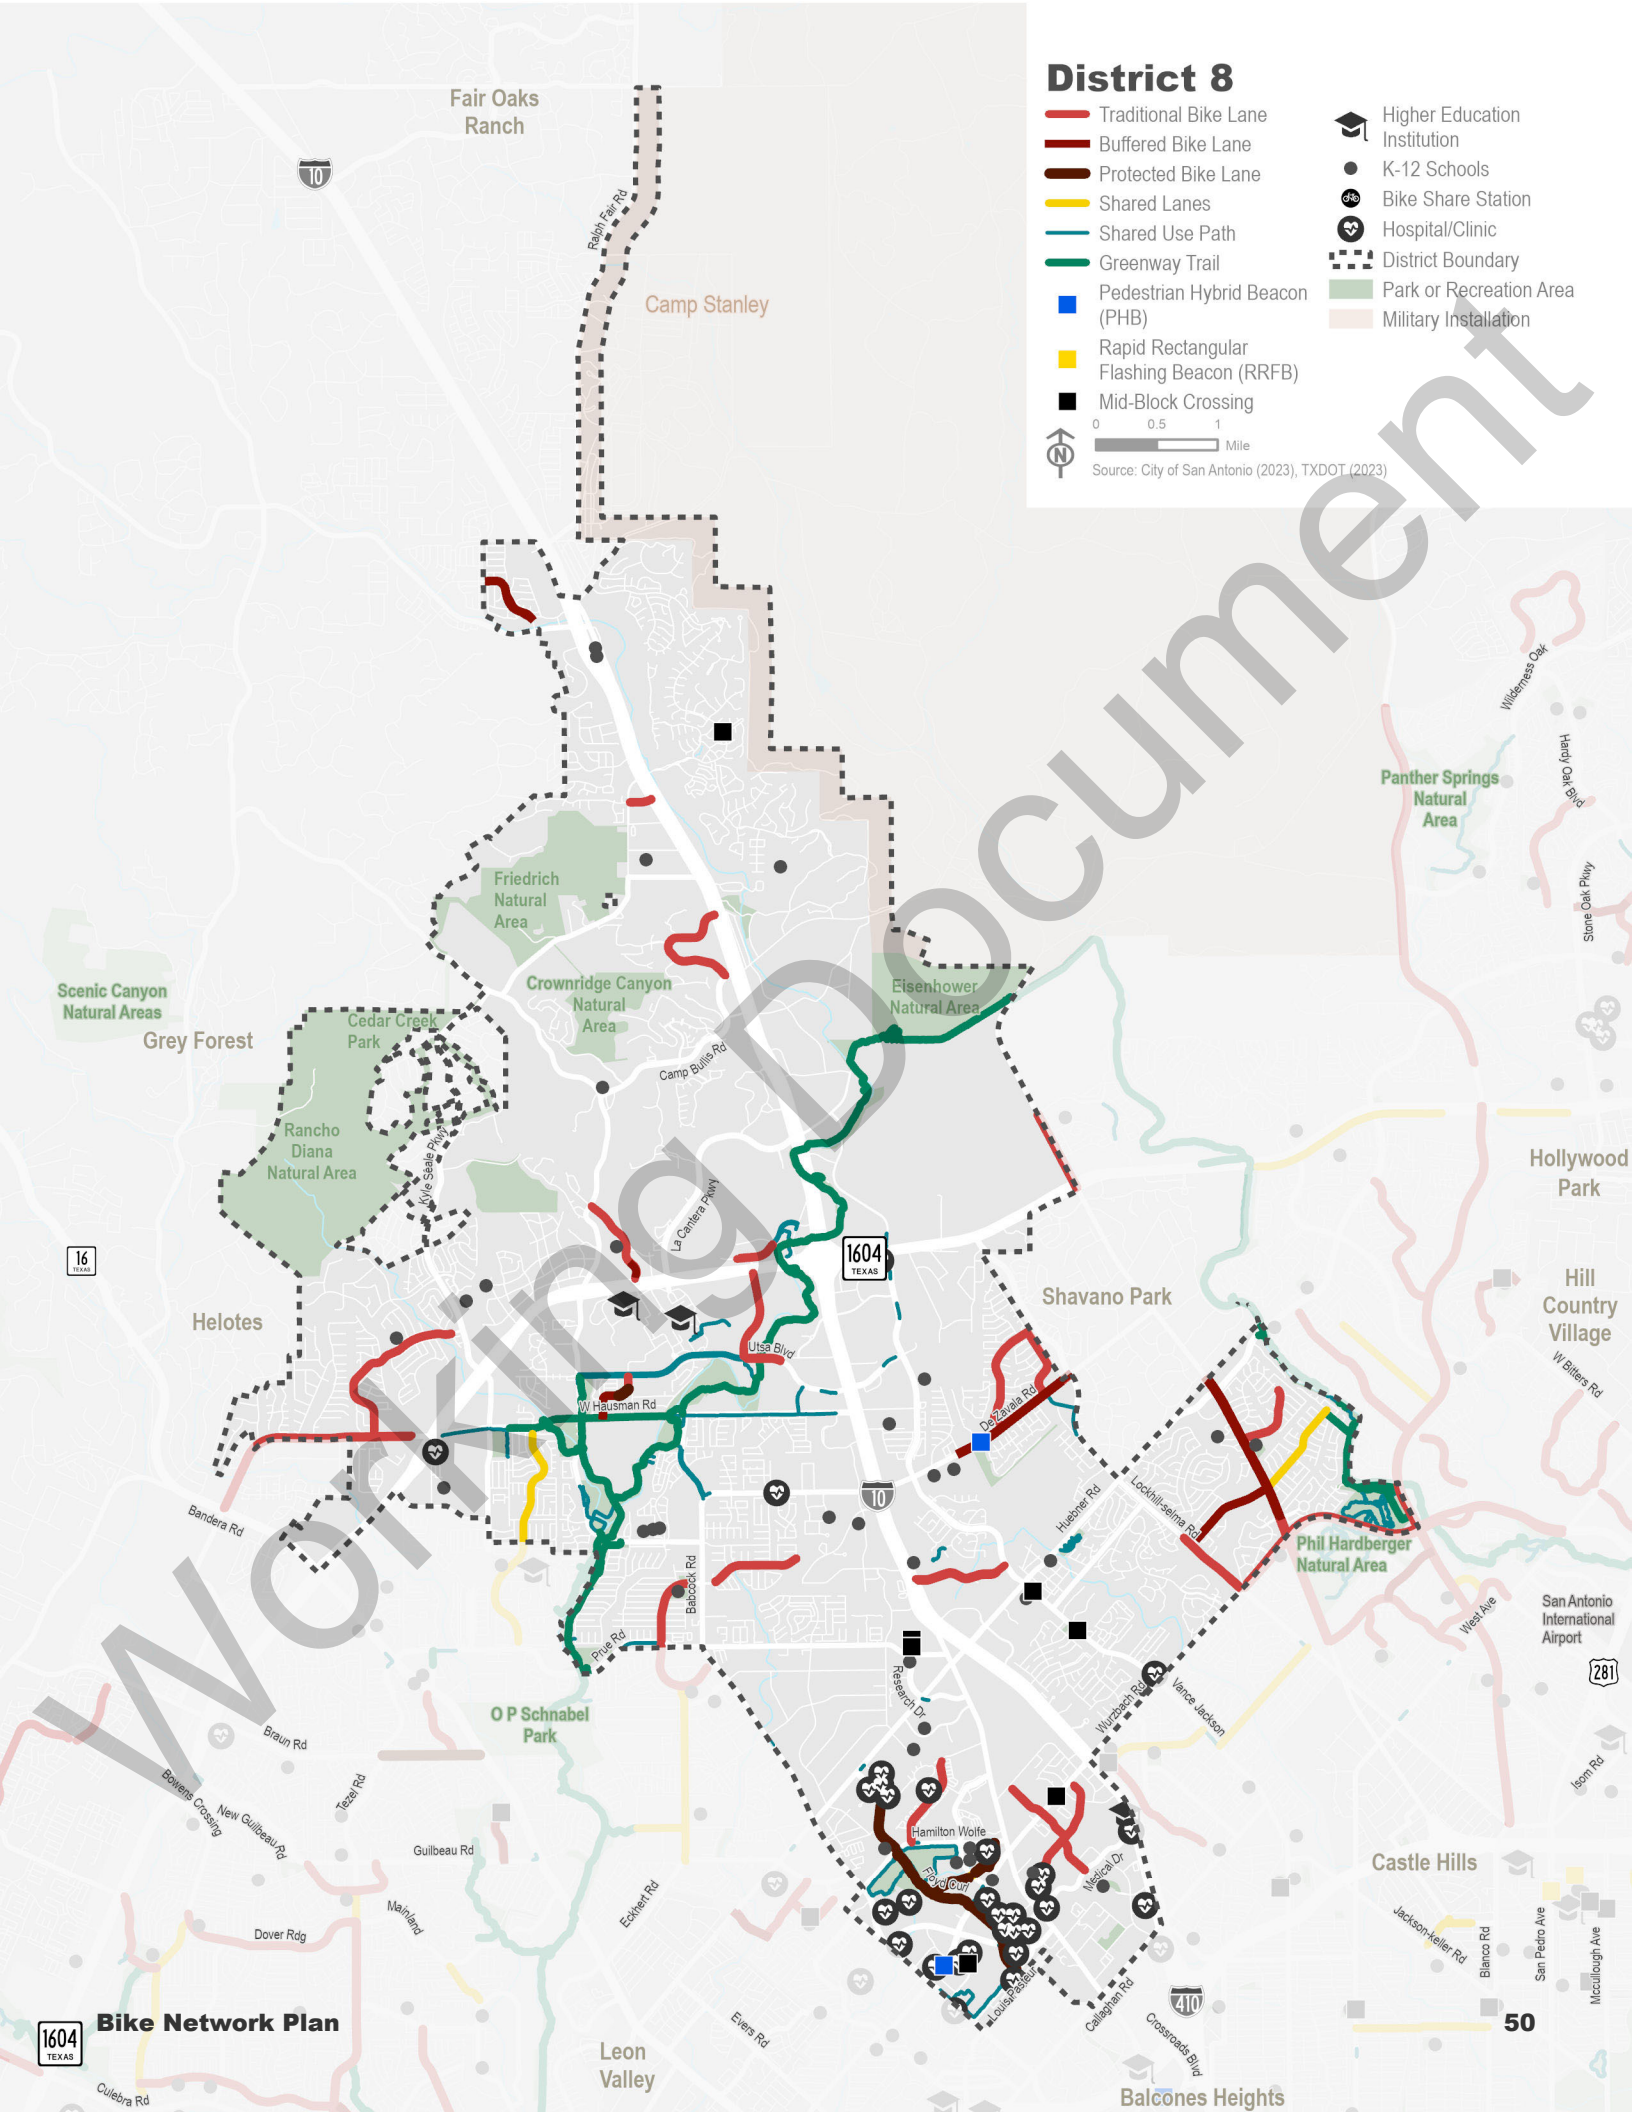 District 8
Traditional Bike Lane
Buffered Bike Lane
Protected Bike Lane
Shared Lanes
Shared Use Path
Greenway Trail
Pedestrian Hybrid Beacon
(PHB)
Rapid Rectangular
Flashing Beacon (RRFB)
Mid-Block Crossing
Higher Education
Institution
K-12 Schools
Bike Share Station
Hospital/Clinic
District Boundary
Park or Recreation Area
Military Installation
0 0.5 1
Mile
N
Source: City of San Antonio (2023), TXDOT (2023)
Working Document
Fair Oaks
Ranch
10
Ralph Fair Rd
Camp Stanley
Wilderness Oak
Hardy Oak Blvd
Panther Springs
Natural
Area
Stone Oak Pkwy
Friedrich
Natural
Area
Scenic Canyon
Natural Areas
Grey Forest
Cedar Creek
Park
Crownridge Canyon
Natural
Area
Eisenhower
Natural Area
Camp Bullis Rd
Rancho
Diana
Natural Area
Kyle Seale Pkwy
La Cantera Pkwy
Hollywood
Park
16
TEXAS
1604
TEXAS
Helotes
Shavano Park
Hill
Country
Village
Utsa Blvd
W Bitters Rd
W Hausman Rd
De Zavala Rd
10
Bandera Rd
Huebner Rd
Lockhill-selma Rd
Phil Hardberger
Natural Area
Babcock Rd
Prue Rd
West Ave
San Antonio
International
Airport
281
Research Dr
Wurzbach Rd
Vance Jackson
O P Schnabel
Park
Braun Rd
Bowens Crossing
New Guilbeau Rd
Tezel Rd
Guilbeau Rd
Isom Rd
Hamilton Wolfe
Floyd Curl
Medical Dr
Castle Hills
Mainland
Dover Rdg
Eckhert Rd
Jackson-keller Rd
Blanco Rd
San Pedro Ave
Mccullough Ave
Louis Pasteur
Callaghan Rd
410
Crossroads Blvd
Evers Rd
1604
TEXAS
Bike Network Plan
50
Leon
Valley
Culebra Rd
Balcones Heights